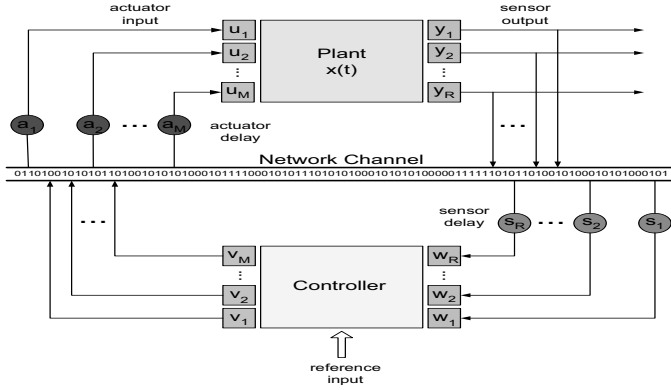 actuator input
sensor output
u1
u2
⋮
uM
Plant
x(t)
y1
y2
⋮
yR
a1
a2
...
aM
actuator delay
...
Network Channel
...
sensor delay
sR
...
s2
s1
vM
⋮
v2
v1
Controller
wR
⋮
w2
w1
reference input